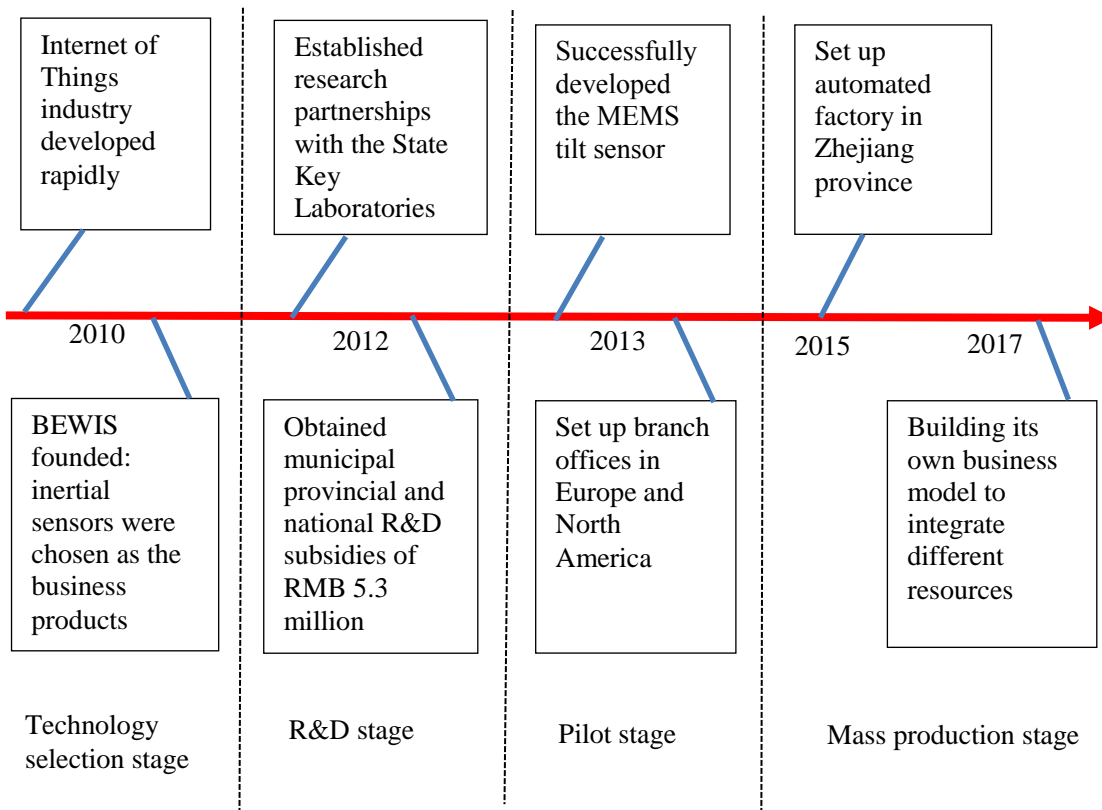 Internet of
Things
industry
developed
rapidly
Established
research
partnerships
with the State
Key
Laboratories
Successfully
developed
the MEMS
tilt sensor
Set up
automated
factory in
Zhejiang
province
2010
2012
2013
2015
2017
BEWIS
founded:
inertial
sensors were
chosen as the
business
products
Obtained
municipal
provincial and
national R&D
subsidies of
RMB 5.3
million
Set up branch
offices in
Europe and
North
America
Building its
own business
model to
integrate
different
resources
Technology
selection stage
R&D stage
Pilot stage
Mass production stage